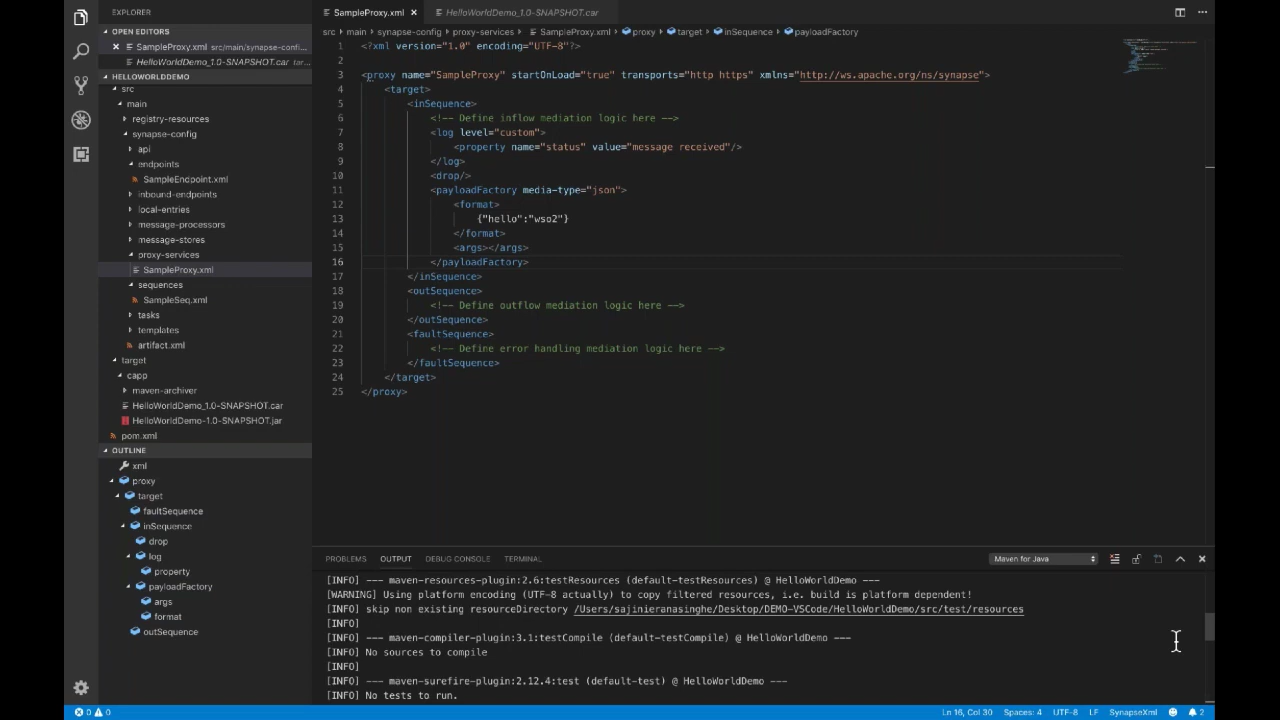 EXPLORER
OPEN EDITORS
SampleProxy.xml src/main/synapse-confi...
HelloWorldDemo_1.0-SNAPSHOT.car tar...
HELLOWORLDDEMO
src
main
registry-resources
synapse-config
api
endpoints
SampleEndpoint.xml
inbound-endpoints
local-entries
message-processors
message-stores
proxy-services
SampleProxy.xml
sequences
SampleSeq.xml
tasks
templates
artifact.xml
target
capp
maven-archiver
HelloWorldDemo_1.0-SNAPSHOT.car
HelloWorldDemo-1.0-SNAPSHOT.jar
pom.xml
OUTLINE
xml
proxy
target
faultSequence
inSequence
drop
log
property
payloadFactory
args
format
outSequence
SampleProxy.xml
HelloWorldDemo_1.0-SNAPSHOT.car
src main synapse-config proxy-services SampleProxy.xml proxy target inSequence payloadFactory
1 <?xml version="1.0" encoding="UTF-8"?>
2
3 <proxy name="SampleProxy" startOnLoad="true" transports="http https" xmlns="http://ws.apache.org/ns/synapse">
4 <target>
5 <inSequence>
6 <!-- Define inflow mediation logic here -->
7 <log level="custom">
8 <property name="status" value="message received"/>
9 </log>
10 <drop/>
11 <payloadFactory media-type="json">
12 <format>
13 {"hello":"wso2"}
14 </format>
15 <args></args>
16 </payloadFactory>
17 </inSequence>
18 <outSequence>
19 <!-- Define outflow mediation logic here -->
20 </outSequence>
21 <faultSequence>
22 <!-- Define error handling mediation logic here -->
23 </faultSequence>
24 </target>
25 </proxy>
PROBLEMS OUTPUT DEBUG CONSOLE TERMINAL Maven for Java
[INFO] --- maven-resources-plugin:2.6:testResources (default-testResources) @ HelloWorldDemo ---
[WARNING] Using platform encoding (UTF-8 actually) to copy filtered resources, i.e. build is platform dependent!
[INFO] skip non existing resourceDirectory /Users/sajinieranasinghe/Desktop/DEMO-VSCode/HelloWorldDemo/src/test/resources
[INFO]
[INFO] --- maven-compiler-plugin:3.1:testCompile (default-testCompile) @ HelloWorldDemo ---
[INFO] No sources to compile
[INFO]
[INFO] --- maven-surefire-plugin:2.12.4:test (default-test) @ HelloWorldDemo ---
[INFO] No tests to run.
0 0 Ln 16, Col 30 Spaces: 4 UTF-8 LF SynapseXml 2